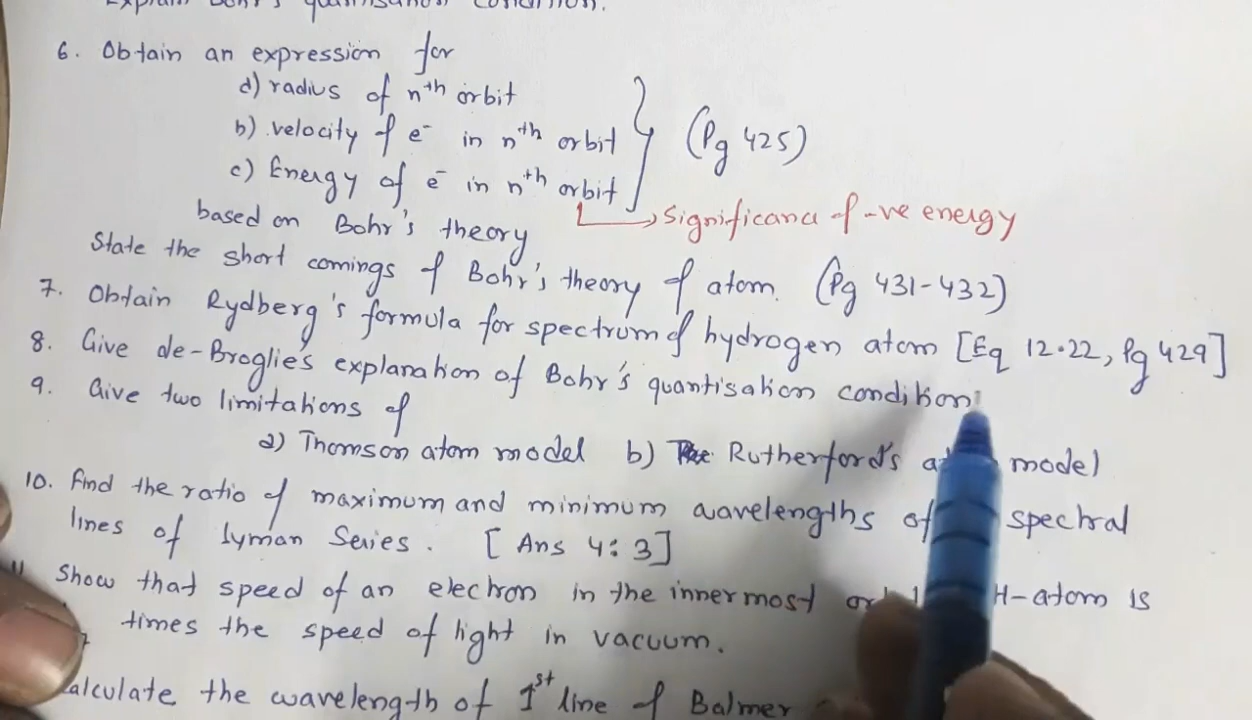 Explain Bohr's quantisation condition.
6. Obtain an expression for
a) radius of nth orbit
b) velocity of e- in nth orbit
c) Energy of e- in nth orbit
(Pg 425)
based on Bohr's theory
Significance of -ve energy
State the short comings of Bohr's theory of atom. (Pg 431-432)
7. Obtain Rydberg's formula for spectrum of hydrogen atom [Eq 12.22, Pg 429]
8. Give de-Broglie's explanation of Bohr's quantisation condition
9. Give two limitations of
a) Thomson atom model b) Rutherford's model
10. Find the ratio of maximum and minimum wavelengths of spectral
lines of Lyman Series. [Ans 4:3]
Show that speed of an electron in the innermost H-atom is
times the speed of light in vacuum.
alculate the wavelength of 1st line of Balmer